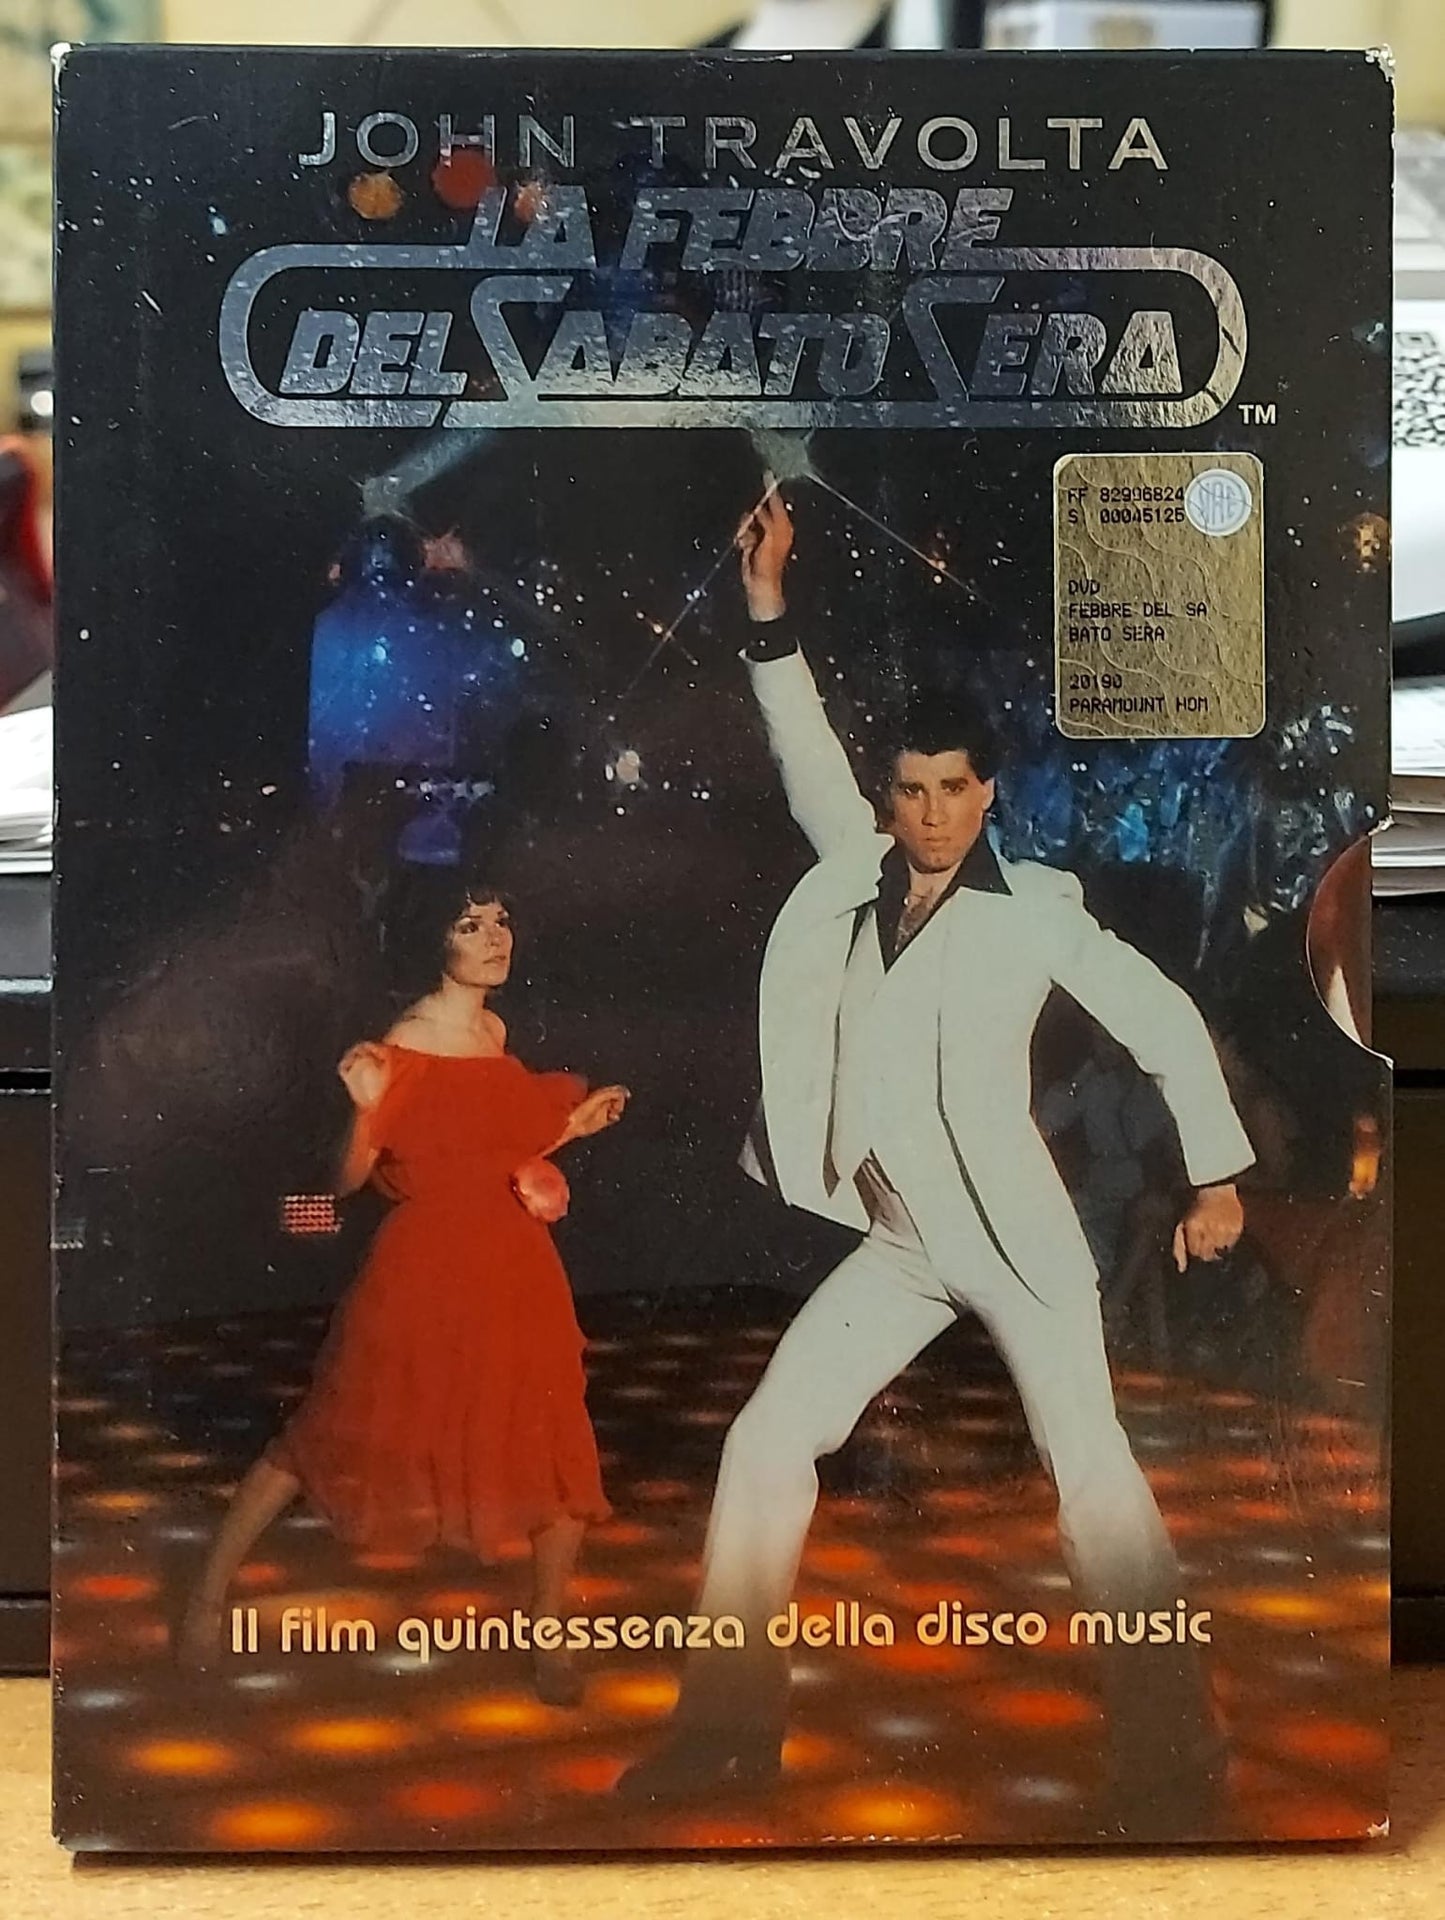 JOHN TRAVOLTA
LA FEBBRE
DEL SABATO SERA
TM
FF 82996824
S 00045125
SIAE
DVD
FEBBRE DEL SA
BATO SERA
20190
PARAMOUNT HOM
Il film quintessenza della disco music